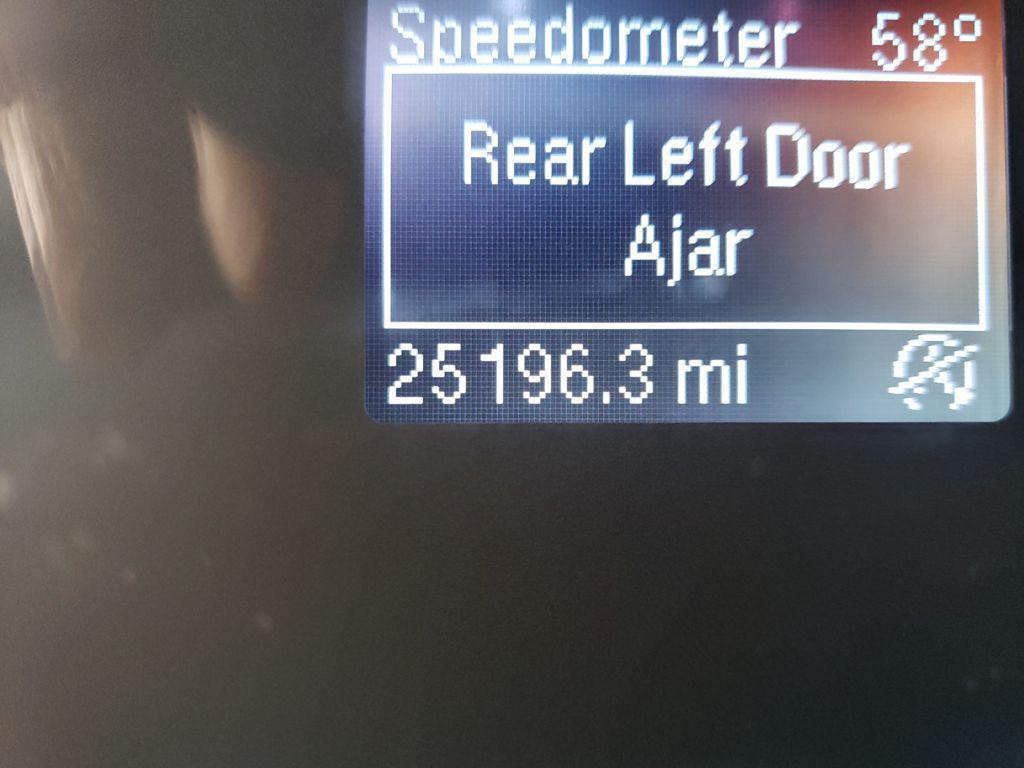 Speedometer 58°
Rear Left Door
Ajar
25196.3 mi